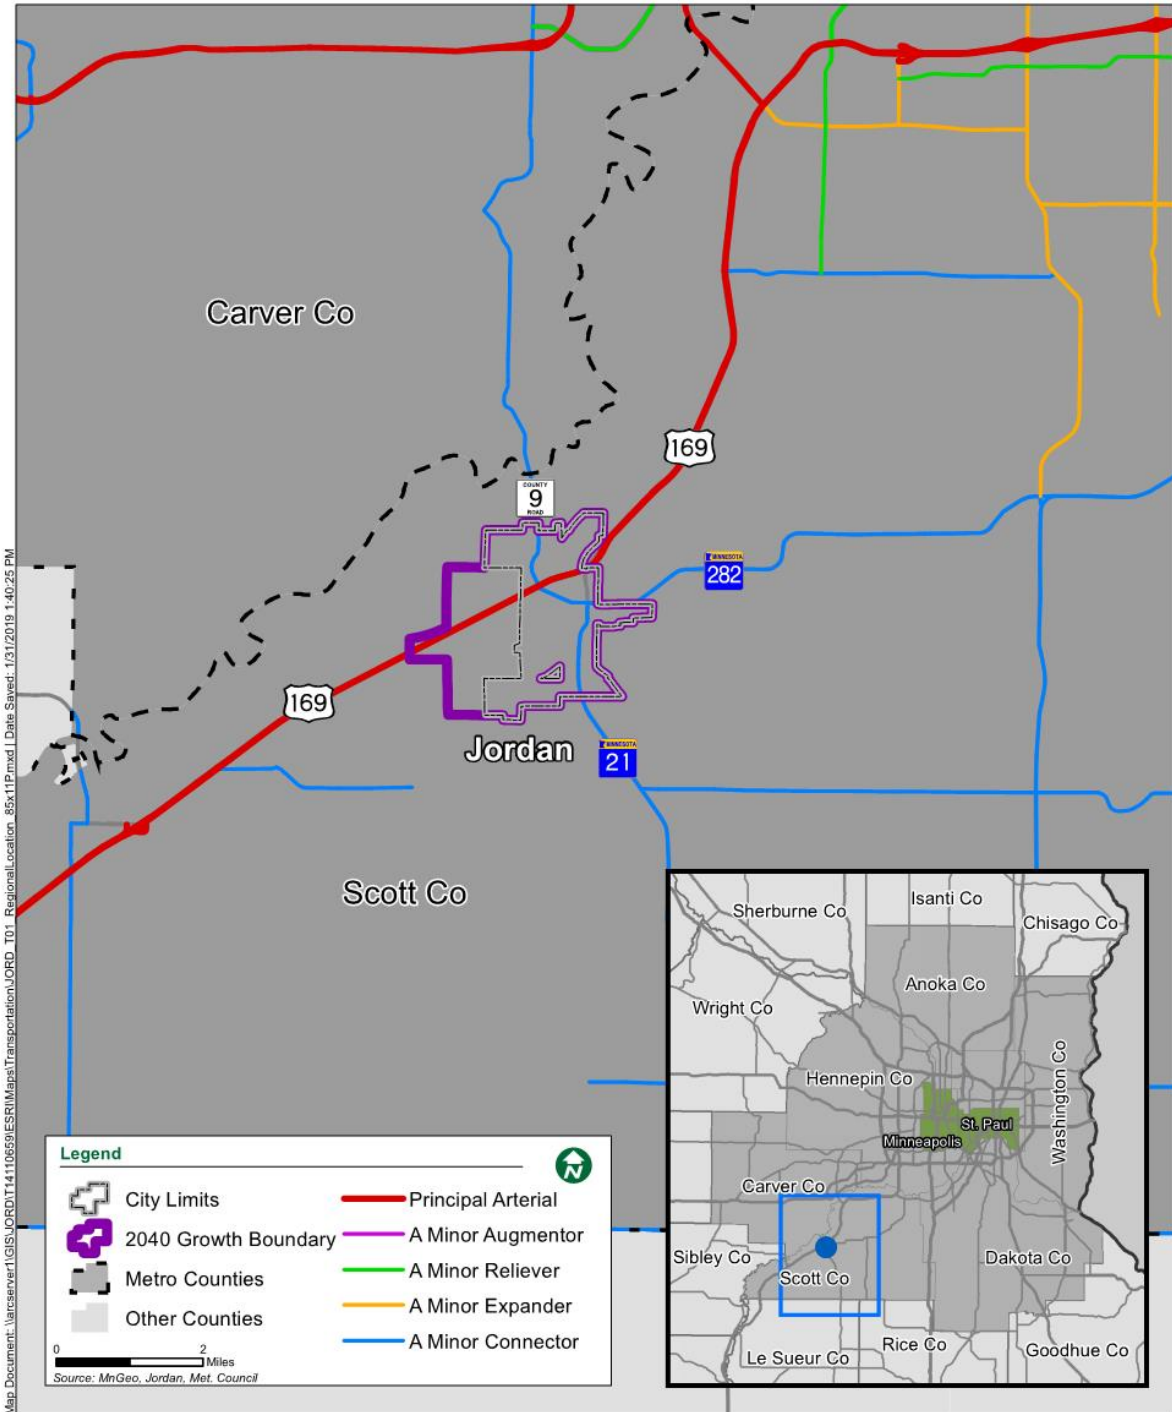 Carver Co
169
COUNTY
9
ROAD
MINNESOTA
282
169
Jordan
MINNESOTA
21
Scott Co
Map Document: \\arcserver1\GIS\JORD\T14110659\ESRI\Maps\Transportation\JORD_T01_RegionalLocation_85x11P.mxd | Date Saved: 1/31/2019 1:40:25 PM
Legend
N
City Limits
2040 Growth Boundary
Metro Counties
Other Counties
Principal Arterial
A Minor Augmentor
A Minor Reliever
A Minor Expander
A Minor Connector
0 2
Miles
Source: MnGeo, Jordan, Met. Council
Isanti Co
Sherburne Co
Chisago Co
Anoka Co
Wright Co
Hennepin Co
Washington Co
St. Paul
Minneapolis
Carver Co
Sibley Co
Dakota Co
Scott Co
Rice Co
Goodhue Co
Le Sueur Co